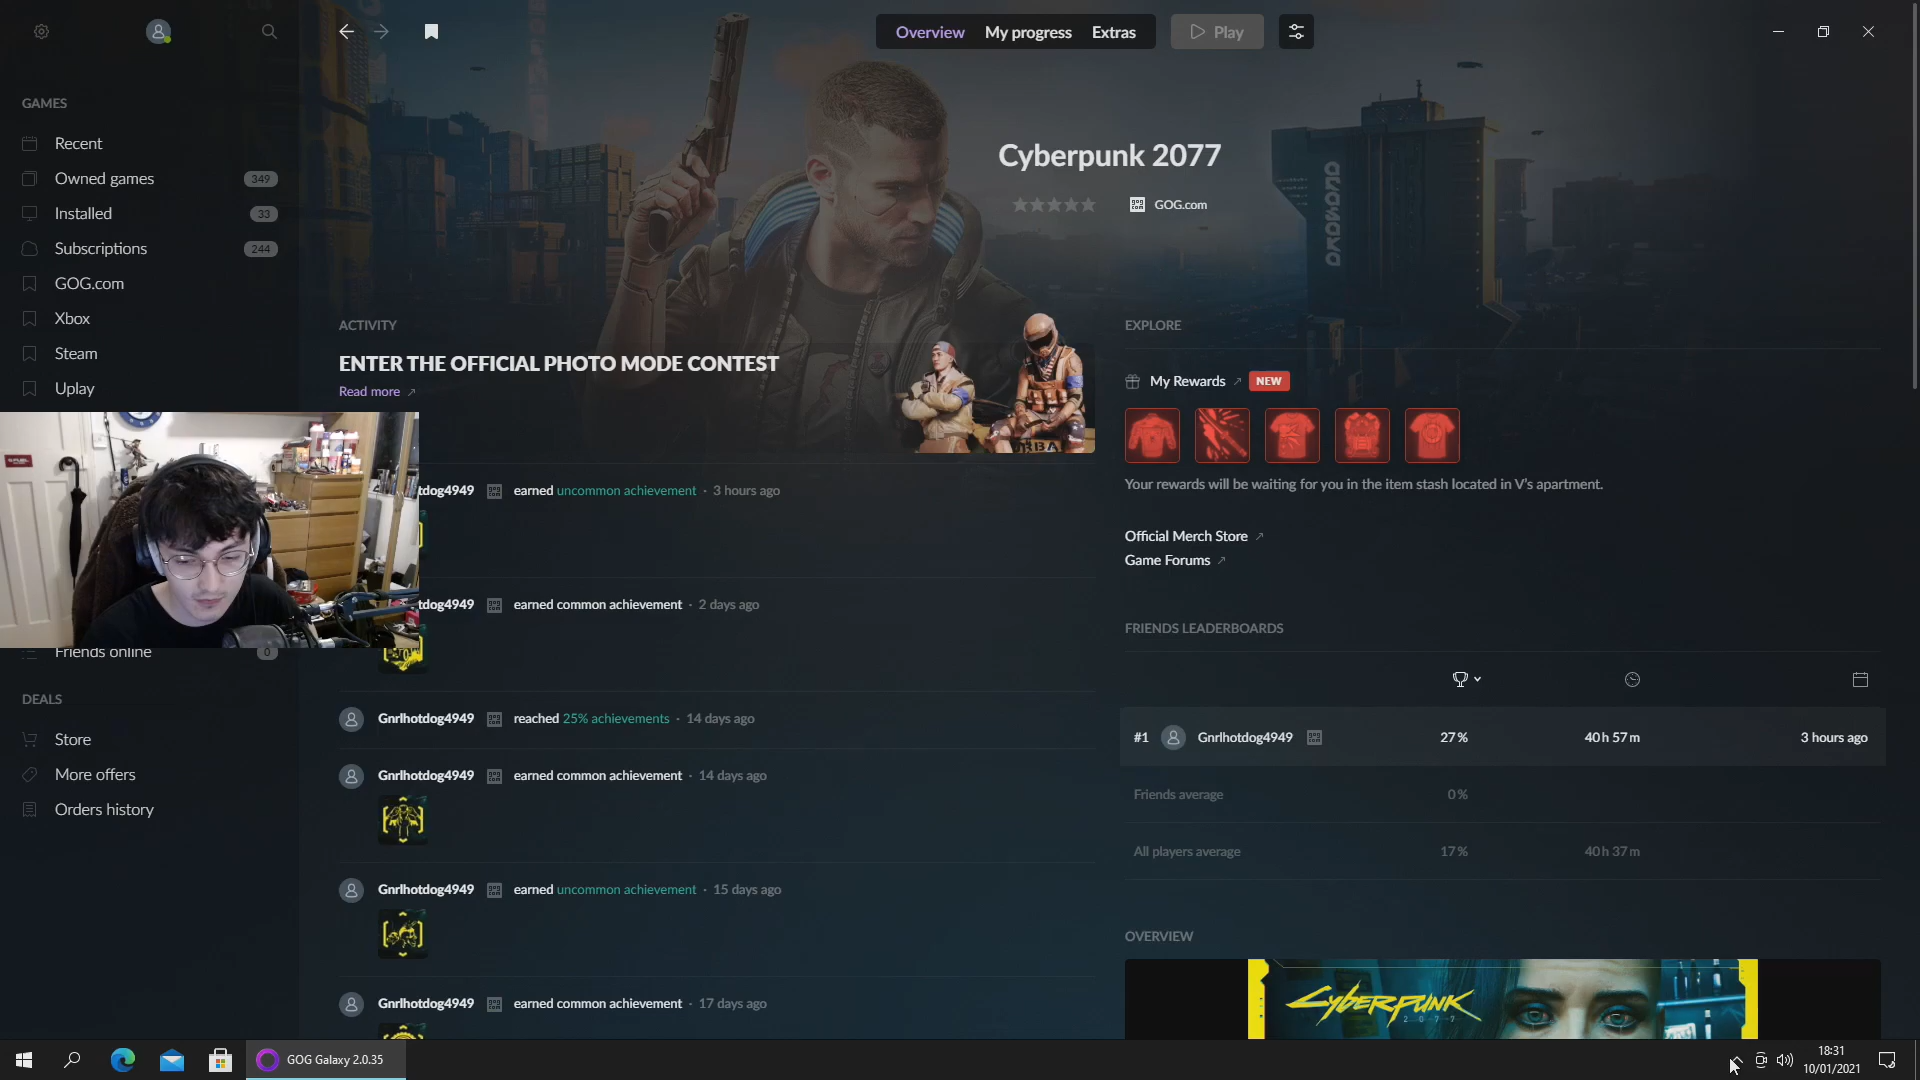 Overview
My progress
Extras
Play
GAMES
Recent
Owned games 349
Installed 33
Subscriptions 244
GOG.com
Xbox
Steam
Uplay
Friends online 0
DEALS
Store
More offers
Orders history
Cyberpunk 2077
GOG.com
ACTIVITY
ENTER THE OFFICIAL PHOTO MODE CONTEST
Read more
tdog4949 earned uncommon achievement · 3 hours ago
tdog4949 earned common achievement · 2 days ago
Gnrlhotdog4949 reached 25% achievements · 14 days ago
Gnrlhotdog4949 earned common achievement · 14 days ago
Gnrlhotdog4949 earned uncommon achievement · 15 days ago
Gnrlhotdog4949 earned common achievement · 17 days ago
EXPLORE
My Rewards NEW
Your rewards will be waiting for you in the item stash located in V's apartment.
Official Merch Store
Game Forums
FRIENDS LEADERBOARDS
#1 Gnrlhotdog4949 27% 40h 57m 3 hours ago
Friends average 0%
All players average 17% 40h 37m
OVERVIEW
Cyberpunk
2077
GOG Galaxy 2.0.35
18:31
10/01/2021